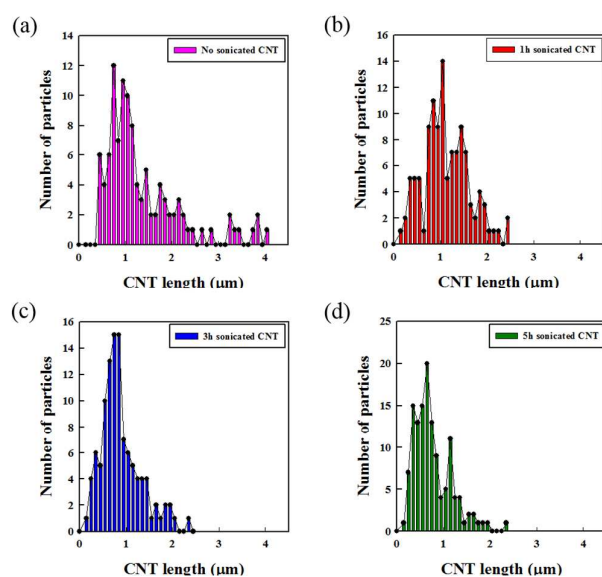 (a)
No sonicated CNT
Number of particles
14
12
10
8
6
4
2
0
0 1 2 3 4
CNT length (μm)
(b)
1h sonicated CNT
Number of particles
16
14
12
10
8
6
4
2
0
0 1 2 3 4
CNT length (μm)
(c)
3h sonicated CNT
Number of particles
16
14
12
10
8
6
4
2
0
0 1 2 3 4
CNT length (μm)
(d)
5h sonicated CNT
Number of particles
25
20
15
10
5
0
0 1 2 3 4
CNT length (μm)